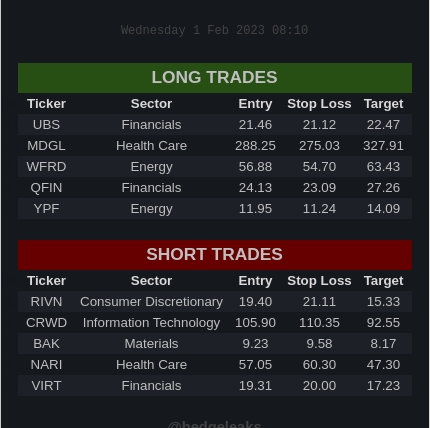 Wednesday 1 Feb 2023 08:10
LONG TRADES
Ticker Sector Entry Stop Loss Target
UBS Financials 21.46 21.12 22.47
MDGL Health Care 288.25 275.03 327.91
WFRD Energy 56.88 54.70 63.43
QFIN Financials 24.13 23.09 27.26
YPF Energy 11.95 11.24 14.09
SHORT TRADES
Ticker Sector Entry Stop Loss Target
RIVN Consumer Discretionary 19.40 21.11 15.33
CRWD Information Technology 105.90 110.35 92.55
BAK Materials 9.23 9.58 8.17
NARI Health Care 57.05 60.30 47.30
VIRT Financials 19.31 20.00 17.23
@hedgeleaks